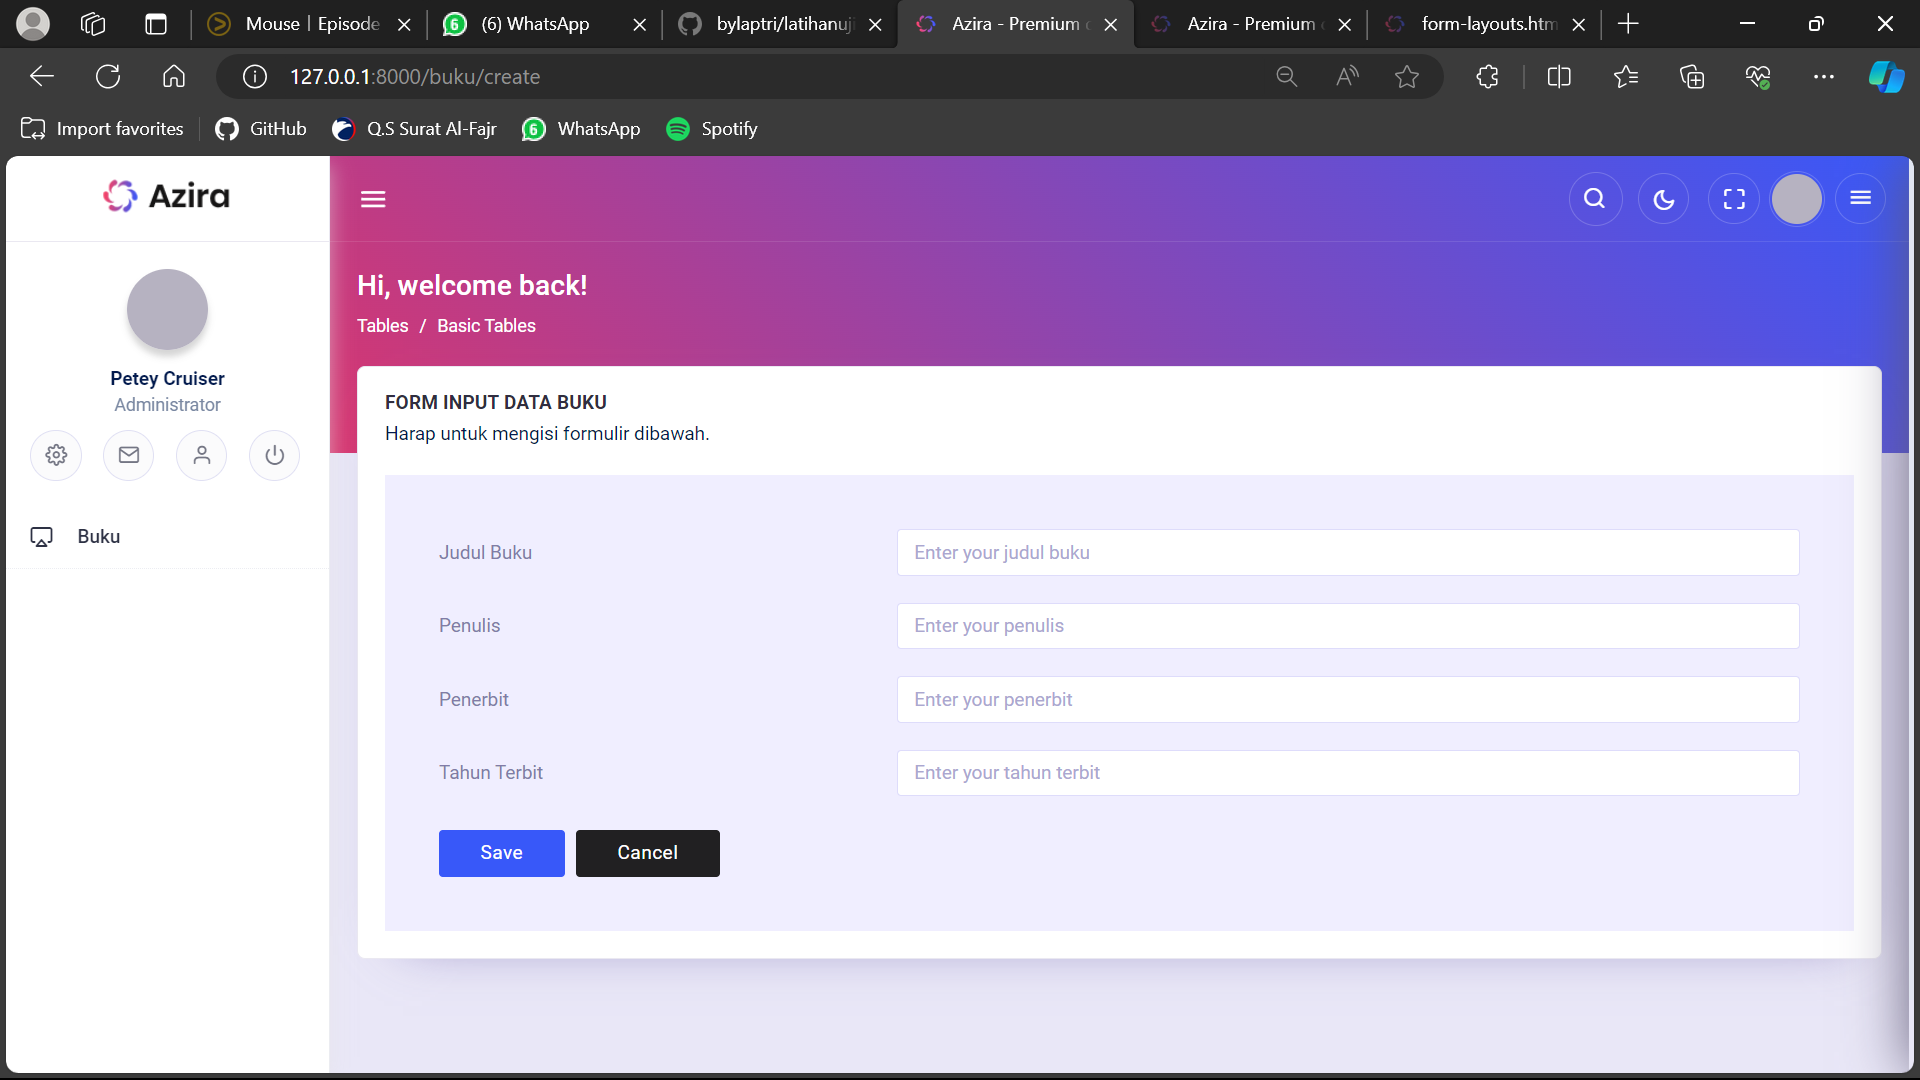 Mouse | Episode
(6) WhatsApp
bylaptri/latihanuji
Azira - Premium
Azira - Premium
form-layouts.htm
127.0.0.1:8000/buku/create
Import favorites
GitHub
Q.S Surat Al-Fajr
6
WhatsApp
Spotify
Azira
Hi, welcome back!
Tables / Basic Tables
Petey Cruiser
Administrator
Buku
FORM INPUT DATA BUKU
Harap untuk mengisi formulir dibawah.
Judul Buku
Enter your judul buku
Penulis
Enter your penulis
Penerbit
Enter your penerbit
Tahun Terbit
Enter your tahun terbit
Save
Cancel